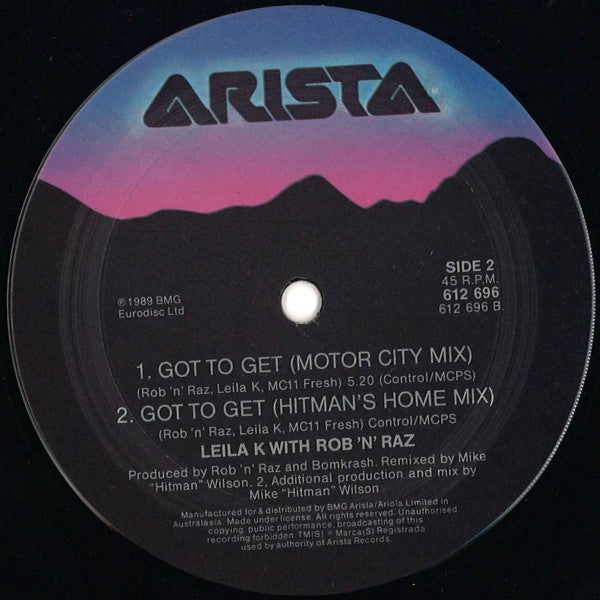 ARISTA
SIDE 2
45 R.P.M.
612 696
612 696 B.
℗ 1989 BMG
Eurodisc Ltd
1. GOT TO GET (MOTOR CITY MIX)
(Rob 'n' Raz, Leila K, MC11 Fresh) 5.20 (Control/MCPS)
2. GOT TO GET (HITMAN'S HOME MIX)
(Rob 'n' Raz, Leila K, MC11 Fresh) Control/MCPS
LEILA K WITH ROB 'N' RAZ
Produced by Rob 'n' Raz and Bomkrash. Remixed by Mike
"Hitman" Wilson. 2, Additional production and mix by
Mike "Hitman" Wilson
Manufactured for & distributed by BMG Arista/Ariola Limited in
Australasia. Made under license. All rights reserved. Unauthorised
copying, public performance, broadcasting of this
recording forbidden. TM(S) ® Marca(S) Registrada
used by authority of Arista Records.